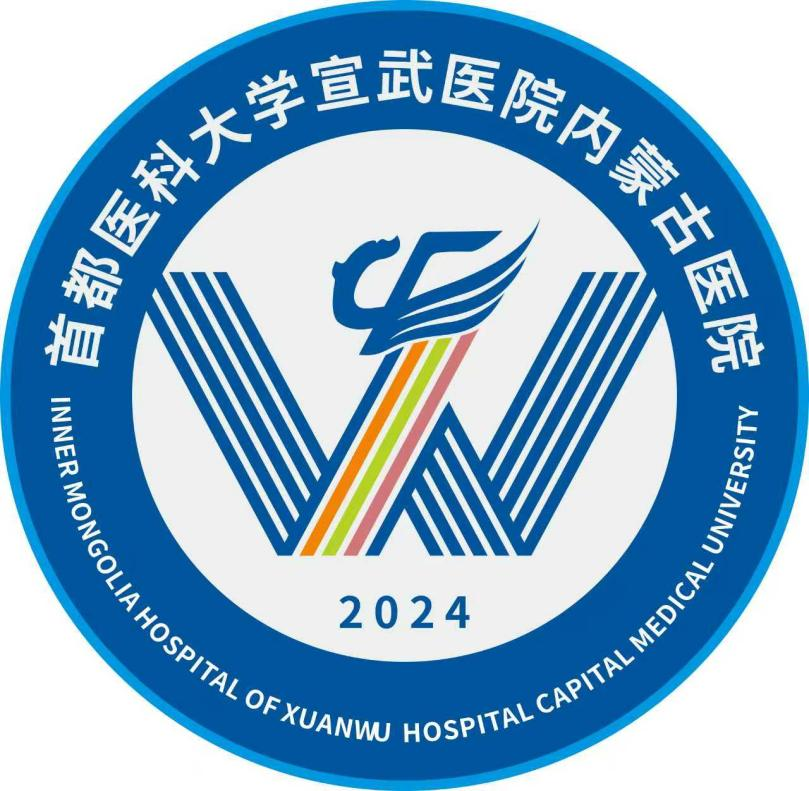 首都医科大学宣武医院内蒙古医院
2024
INNER MONGOLIA HOSPITAL OF XUANWU HOSPITAL CAPITAL MEDICAL UNIVERSITY